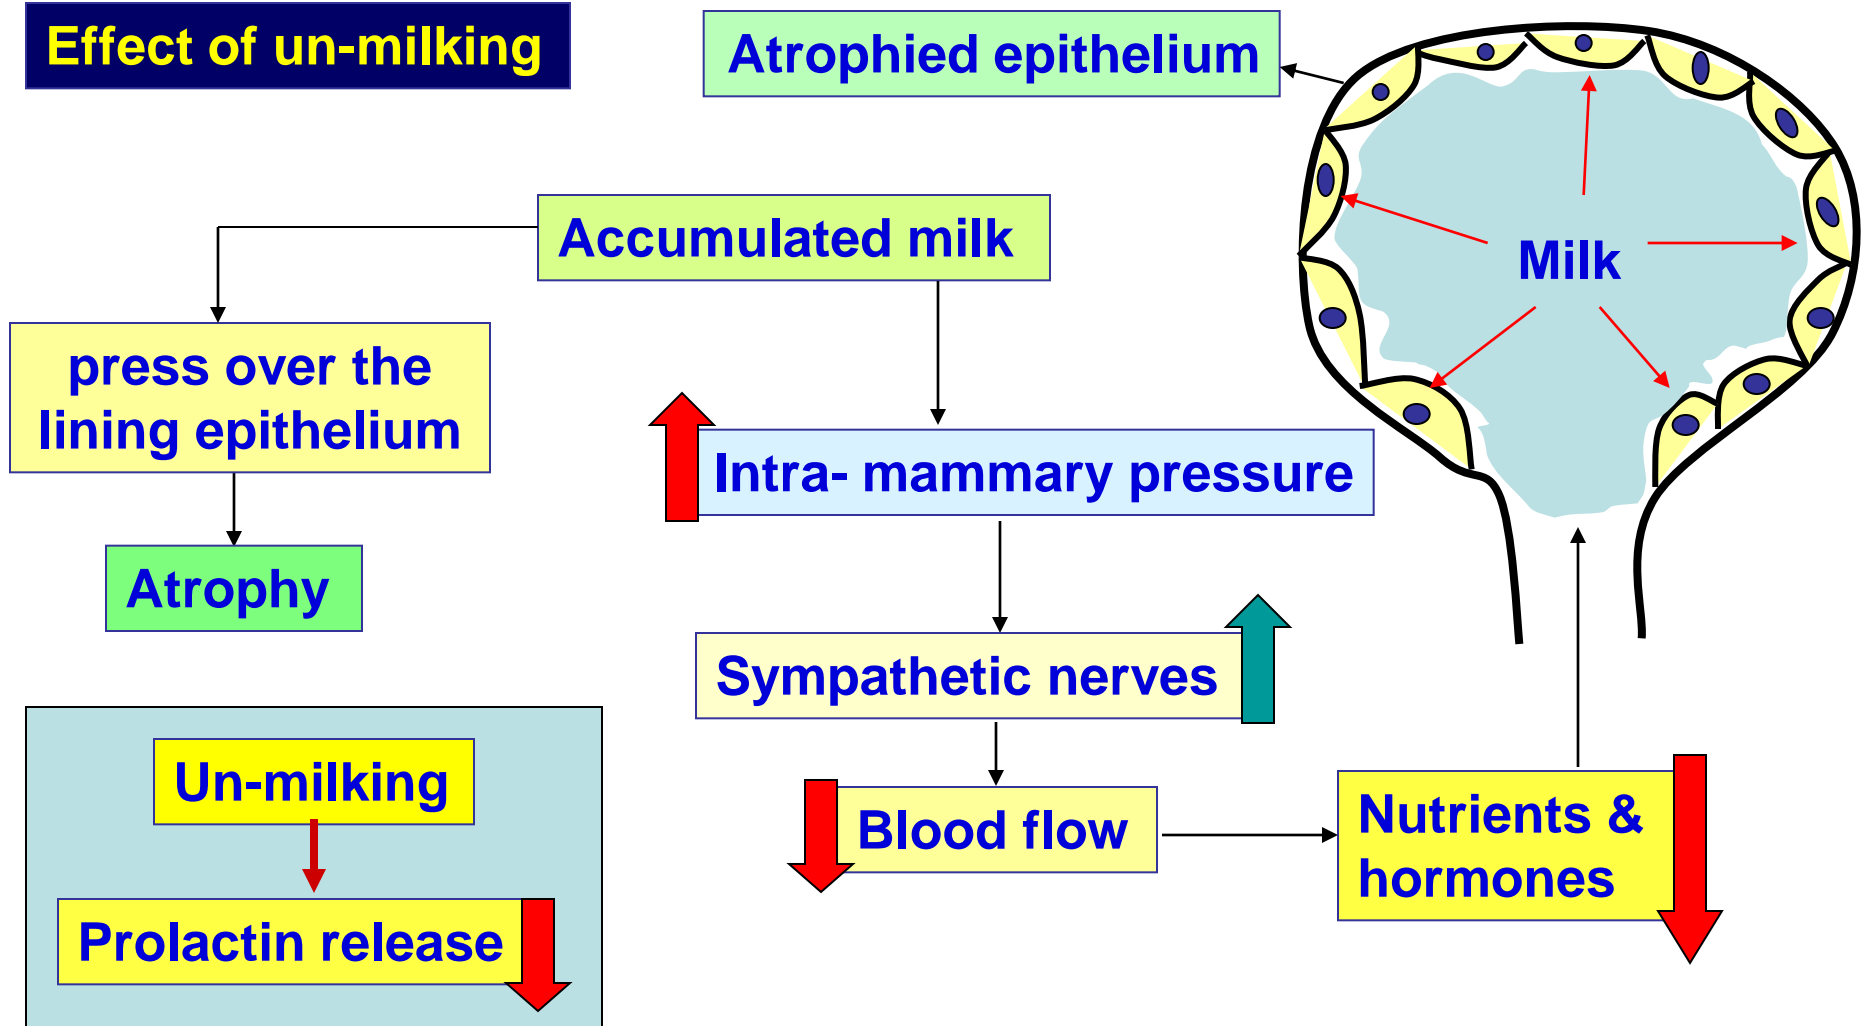 Effect of un-milking
Atrophied epithelium
Accumulated milk
Milk
press over the
lining epithelium
Intra- mammary pressure
Atrophy
Sympathetic nerves
Un-milking
Blood flow
Nutrients &
hormones
Prolactin release